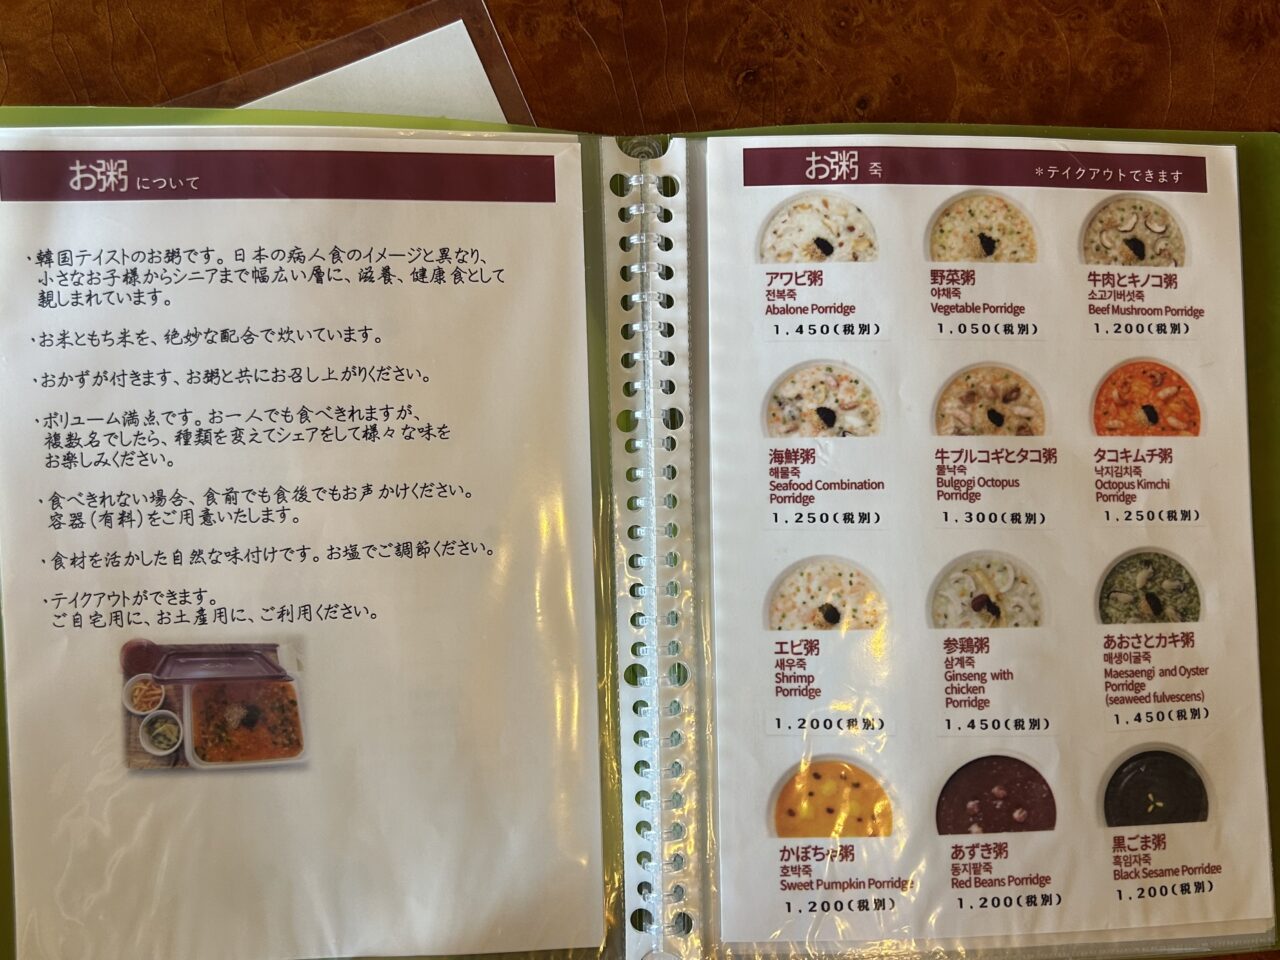 お粥について
・韓国テイストのお粥です。日本の病人食のイメージと異なり、
小さなお子様からシニアまで幅広い層に、滋養、健康食として
親しまれています。
・お米ともち米を、絶妙な配合で炊いています。
・おかずが付きます、お粥と共にお召し上がりください。
・ボリューム満点です。お一人でも食べきれますが、
複数名でしたら、種類を変えてシェアをして様々な味を
お楽しみください。
・食べきれない場合、食前でも食後でもお声かけください。
容器(有料)をご用意いたします。
・食材を活かした自然な味付けです。お塩でご調節ください。
・テイクアウトができます。
ご自宅用に、お土産用に、ご利用ください。
お粥 죽 *テイクアウトできます
アワビ粥
전복죽
Abalone Porridge
1,450(税別)
野菜粥
야채죽
Vegetable Porridge
1,050(税別)
牛肉とキノコ粥
소고기버섯죽
Beef Mushroom Porridge
1,200(税別)
海鮮粥
해물죽
Seafood Combination
Porridge
1,250(税別)
牛プルコギとタコ粥
불낙죽
Bulgogi Octopus
Porridge
1,300(税別)
タコキムチ粥
낙지김치죽
Octopus Kimchi
Porridge
1,250(税別)
エビ粥
새우죽
Shrimp
Porridge
1,200(税別)
参鶏粥
삼계죽
Ginseng with
chicken
Porridge
1,450(税別)
あおさとカキ粥
매생이굴죽
Maesaengi and Oyster
Porridge
(seaweed fulvescens)
1,450(税別)
かぼちゃ粥
호박죽
Sweet Pumpkin Porridge
1,200(税別)
あずき粥
동지팥죽
Red Beans Porridge
1,200(税別)
黒ごま粥
흑임자죽
Black Sesame Porridge
1,200(税別)